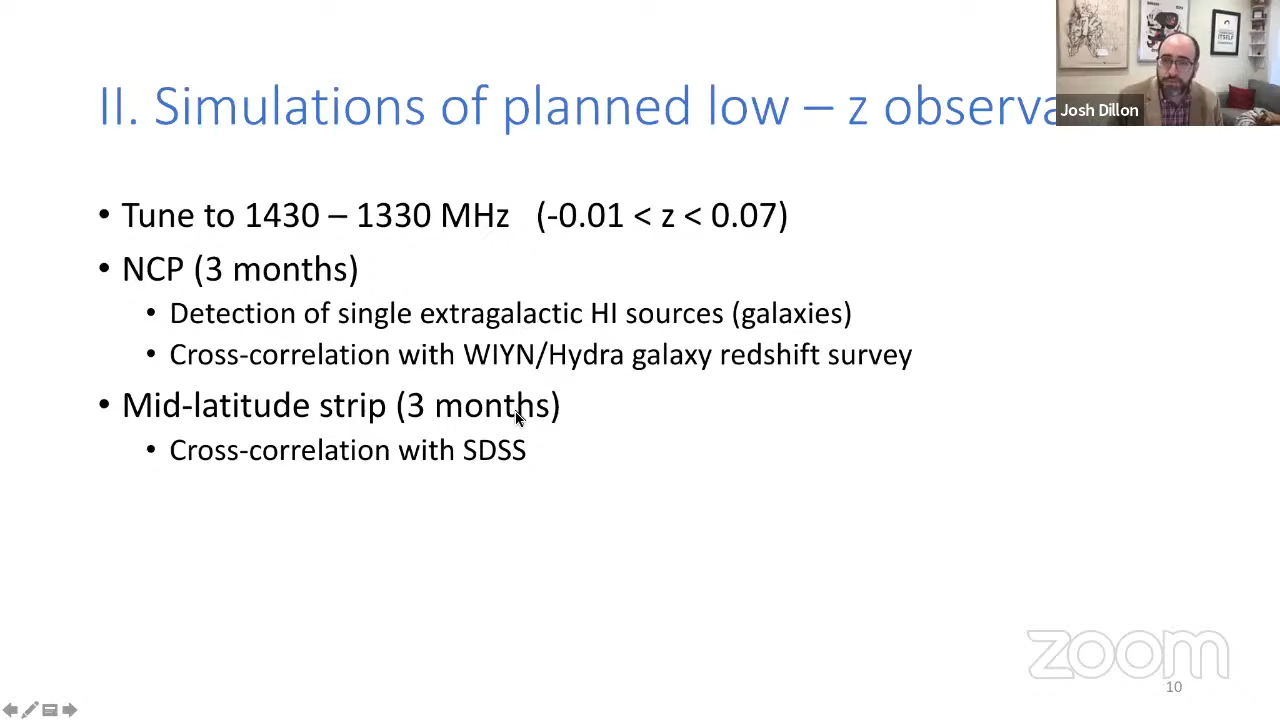 II. Simulations of planned low – z observa
Josh Dillon
• Tune to 1430 – 1330 MHz (-0.01 < z < 0.07)
• NCP (3 months)
• Detection of single extragalactic HI sources (galaxies)
• Cross-correlation with WIYN/Hydra galaxy redshift survey
• Mid-latitude strip (3 months)
• Cross-correlation with SDSS
zoom
10